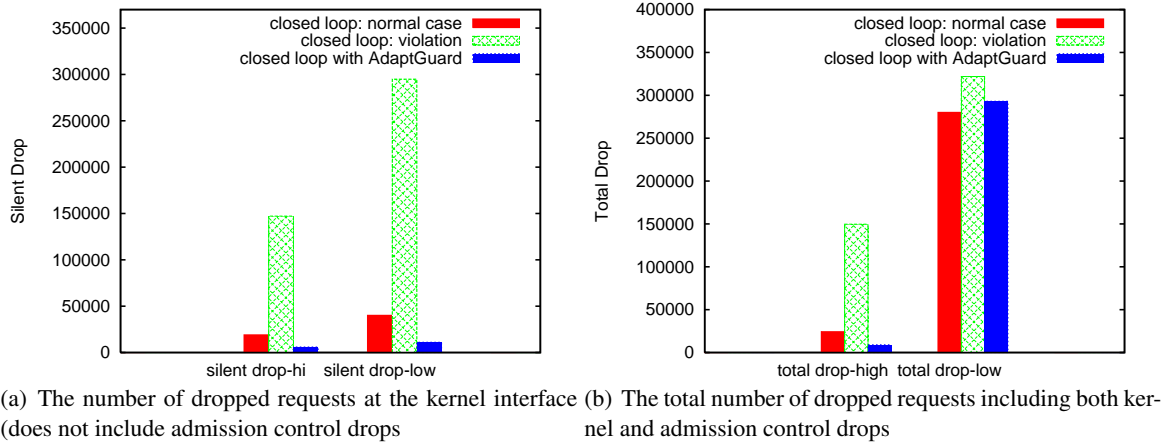 350000
300000
250000
200000
150000
100000
50000
0
Silent Drop
closed loop: normal case
closed loop: violation
closed loop with AdaptGuard
silent drop-hi silent drop-low
(a) The number of dropped requests at the kernel interface
(does not include admission control drops
400000
350000
300000
250000
200000
150000
100000
50000
0
Total Drop
closed loop: normal case
closed loop: violation
closed loop with AdaptGuard
total drop-high total drop-low
(b) The total number of dropped requests including both ker-
nel and admission control drops